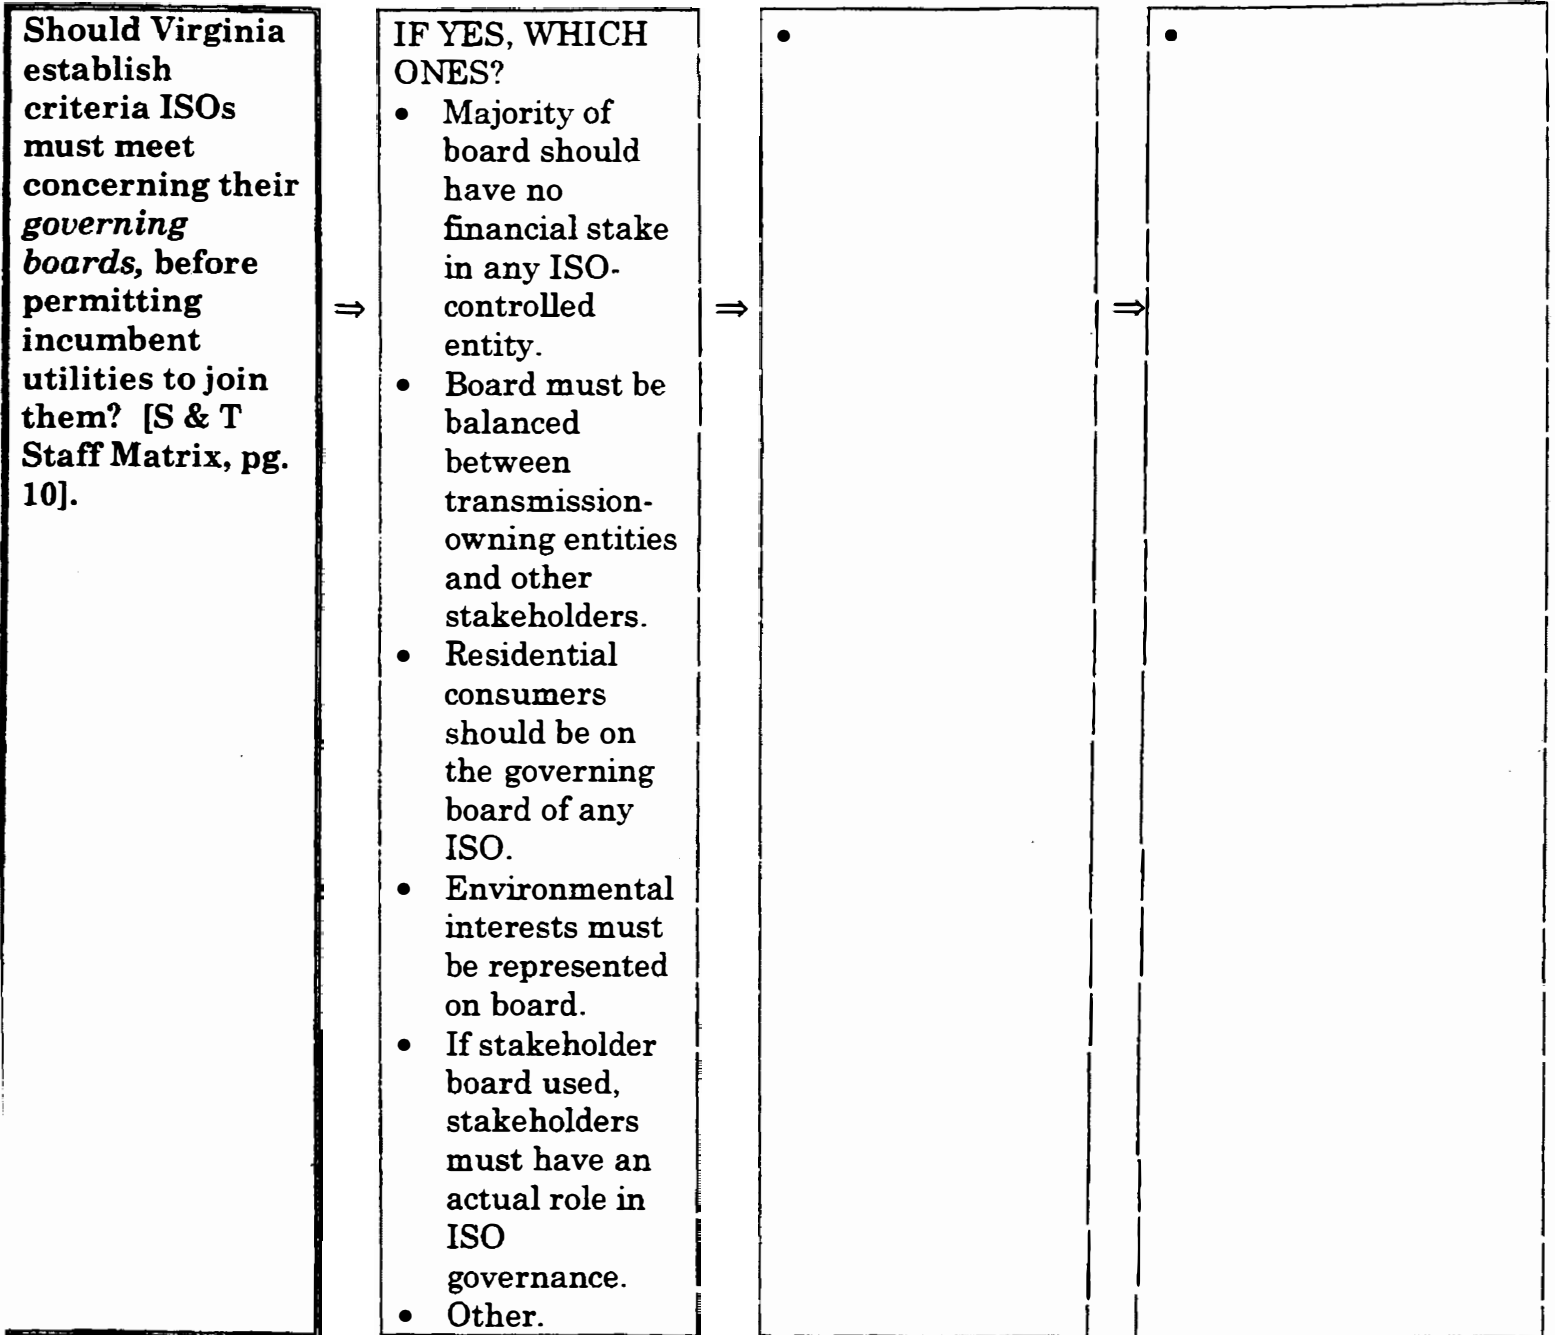 Should Virginia
establish
criteria ISOs
must meet
concerning their
governing
boards, before
permitting
incumbent
utilities to join
them? [S & T
Staff Matrix, pg.
10].
⇒
IF YES, WHICH
ONES?
• Majority of
board should
have no
financial stake
in any ISO-
controlled
entity.
• Board must be
balanced
between
transmission-
owning entities
and other
stakeholders.
• Residential
consumers
should be on
the governing
board of any
ISO.
• Environmental
interests must
be represented
on board.
• If stakeholder
board used,
stakeholders
must have an
actual role in
ISO
governance.
• Other.
⇒
•
⇒
•